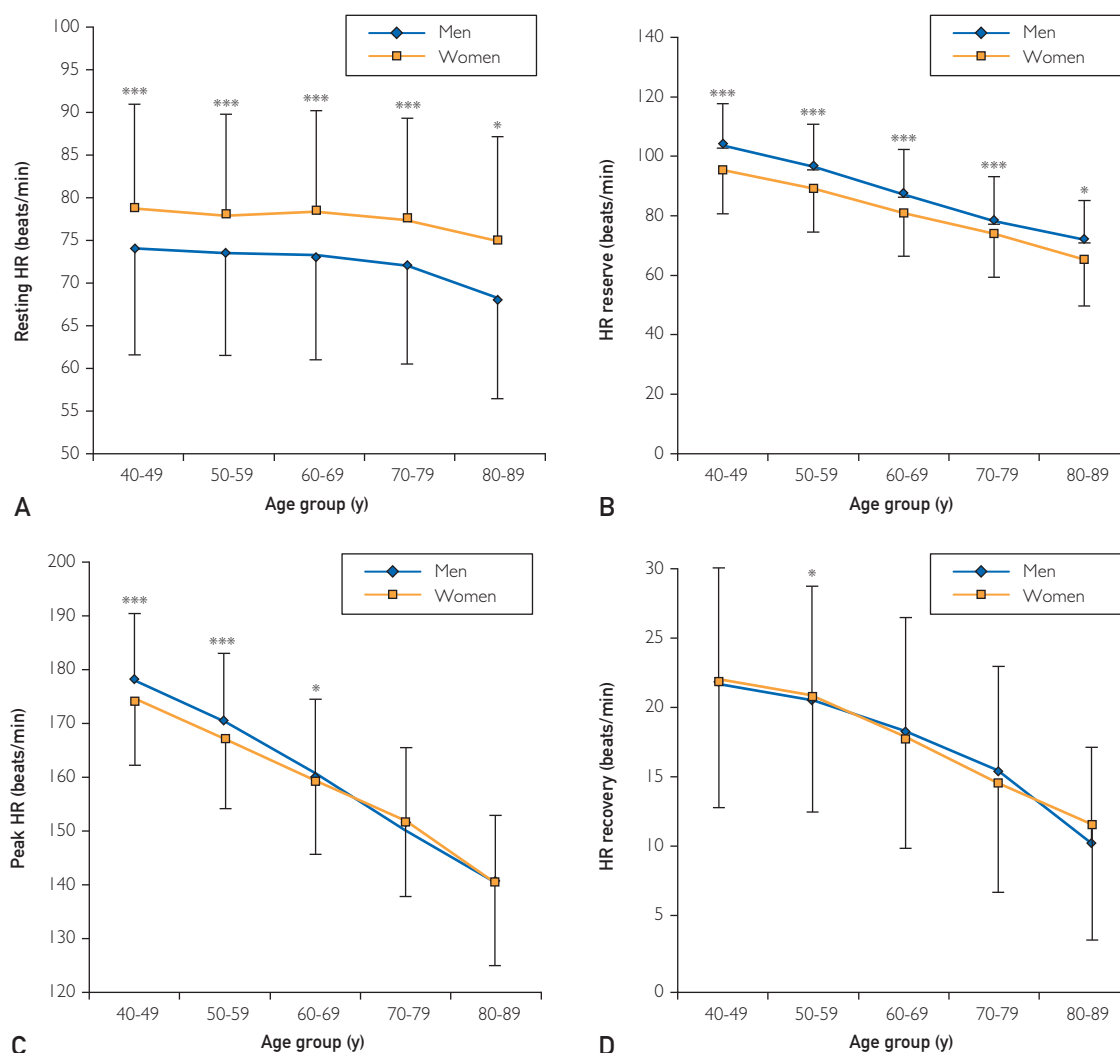 100
95
90
85
80
75
70
65
60
55
50
Resting HR (beats/min)
Men
Women
***
***
***
***
*
40-49 50-59 60-69 70-79 80-89
Age group (y)
A
140
120
100
80
60
40
20
0
HR reserve (beats/min)
Men
Women
***
***
***
***
*
40-49 50-59 60-69 70-79 80-89
Age group (y)
B
200
190
180
170
160
150
140
130
120
Peak HR (beats/min)
Men
Women
***
***
*
40-49 50-59 60-69 70-79 80-89
Age group (y)
C
30
25
20
15
10
5
0
HR recovery (beats/min)
Men
Women
*
40-49 50-59 60-69 70-79 80-89
Age group (y)
D